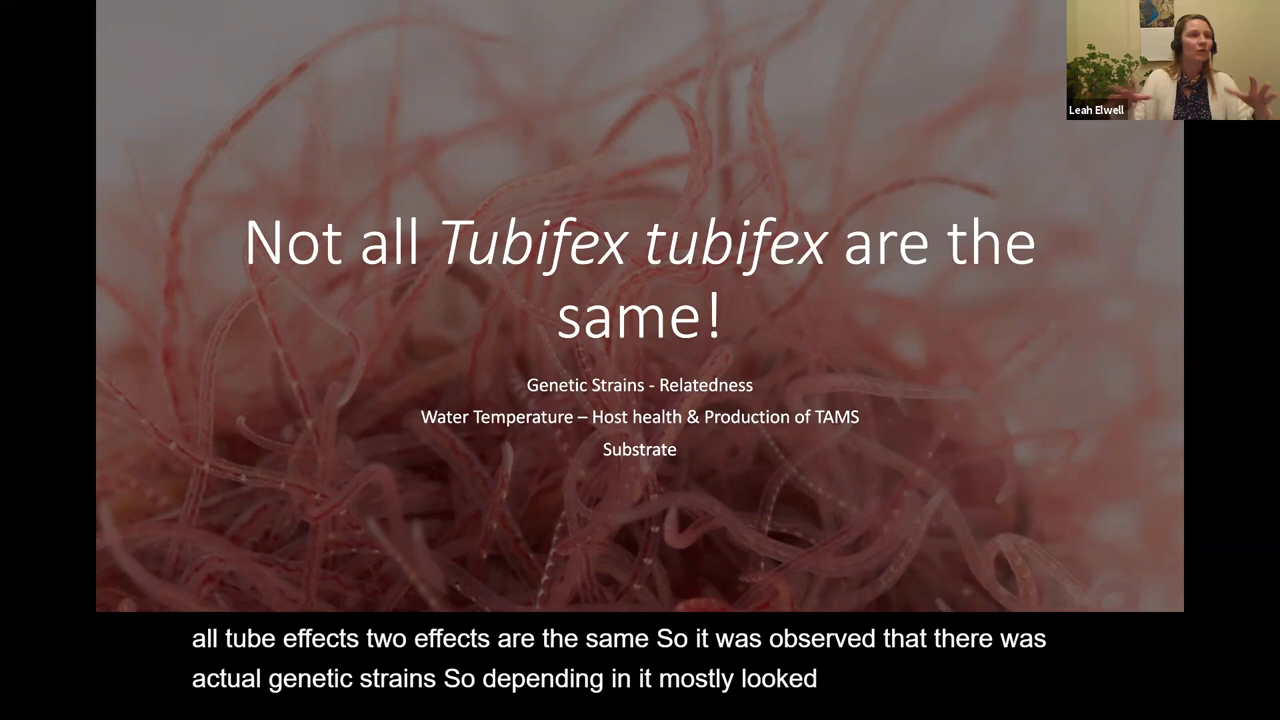 Leah Elwell
Not all Tubifex tubifex are the
same!
Genetic Strains - Relatedness
Water Temperature – Host health & Production of TAMS
Substrate
all tube effects two effects are the same So it was observed that there was
actual genetic strains So depending in it mostly looked